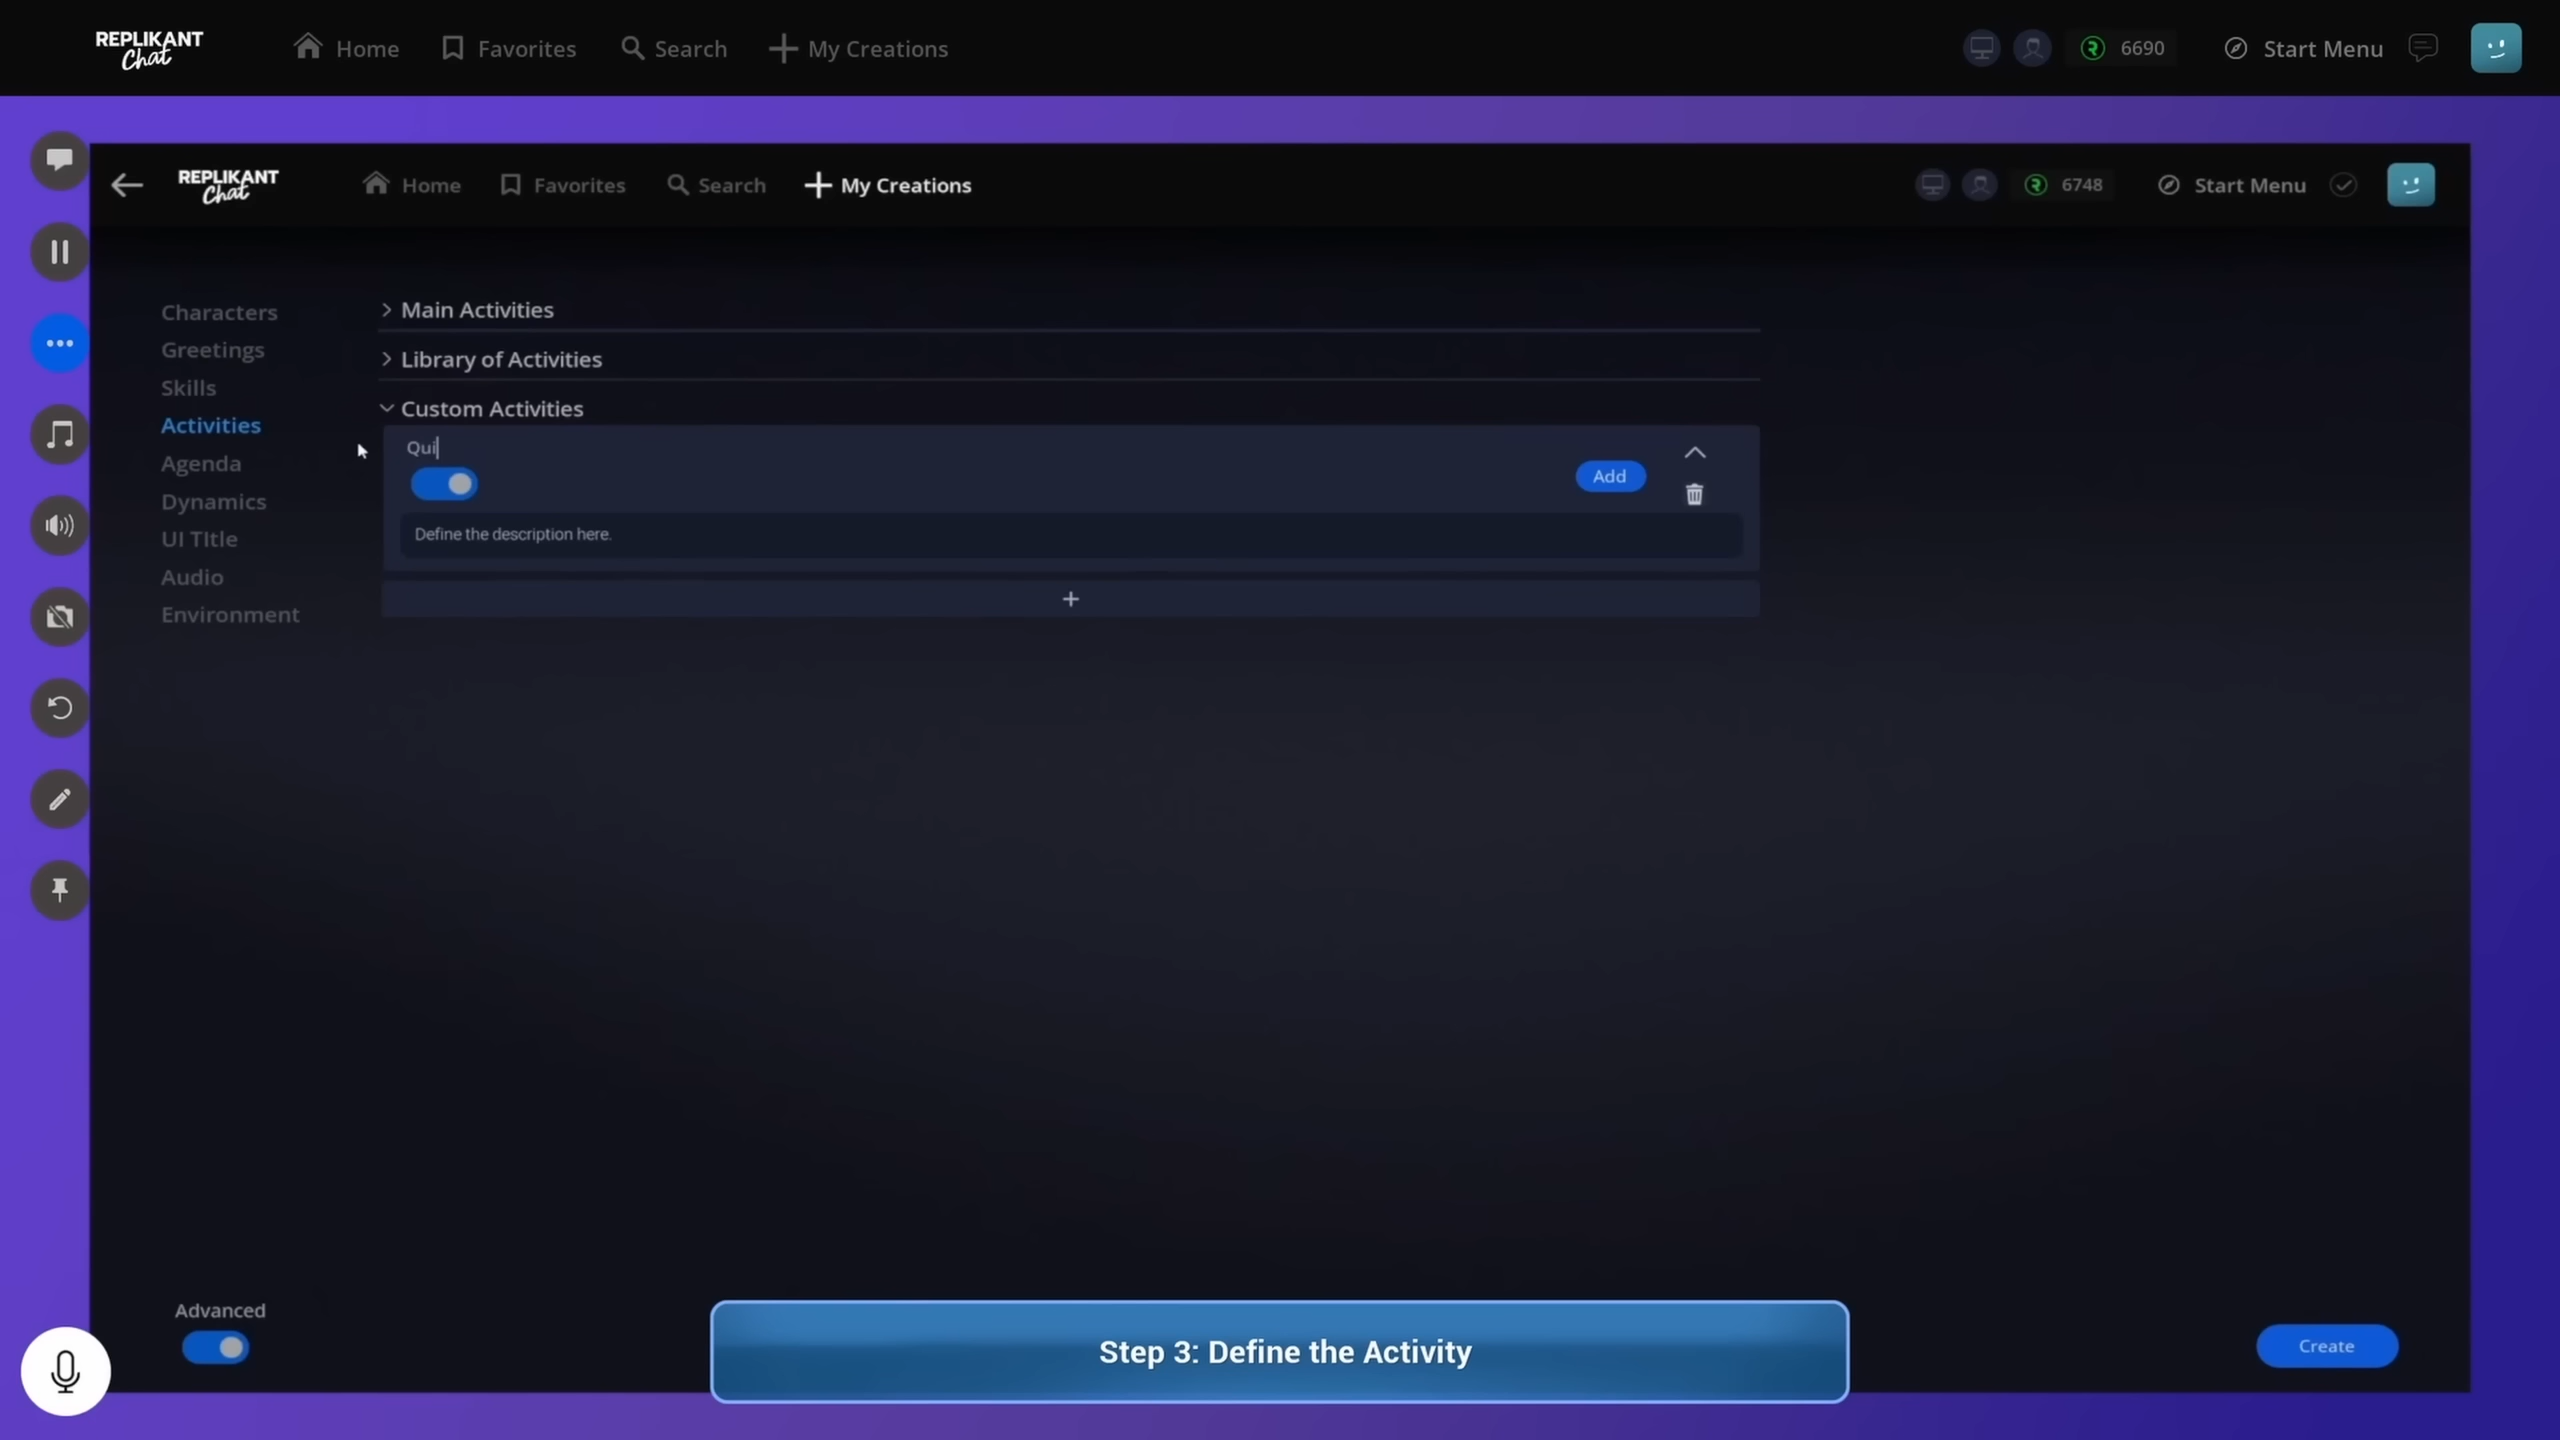 REPLIKANT
Chat
Home
Favorites
Search
My Creations
6690
Start Menu
REPLIKANT
Chat
Home
Favorites
Search
My Creations
6748
Start Menu
Characters
Greetings
Skills
Activities
Agenda
Dynamics
UI TItle
Audio
Environment
Main Activities
Library of Activities
Custom Activities
Qui
Add
Define the description here.
Advanced
Step 3: Define the Activity
Create